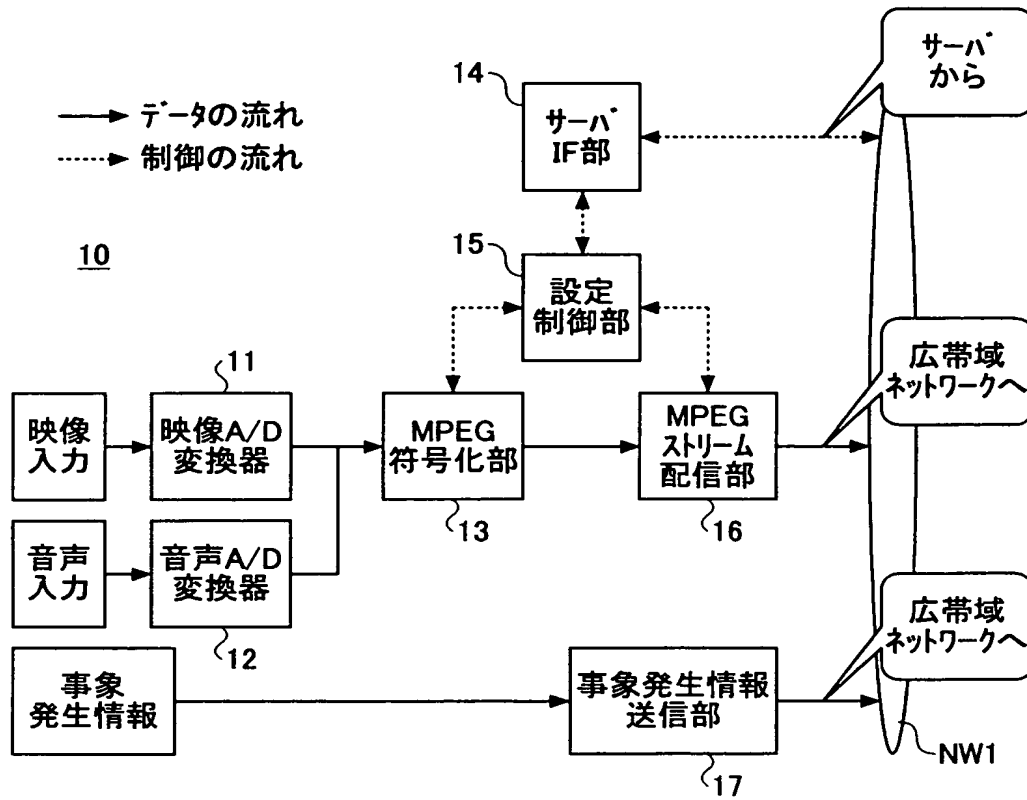 サーバ
から
14
データの流れ
制御の流れ
サーバ
IF部
10
15
設定
制御部
広帯域
ネットワークへ
11
映像
入力
映像A/D
変換器
MPEG
符号化部
13
MPEG
ストリーム
配信部
16
音声
入力
音声A/D
変換器
12
広帯域
ネットワークへ
事象
発生情報
事象発生情報
送信部
17
NW1